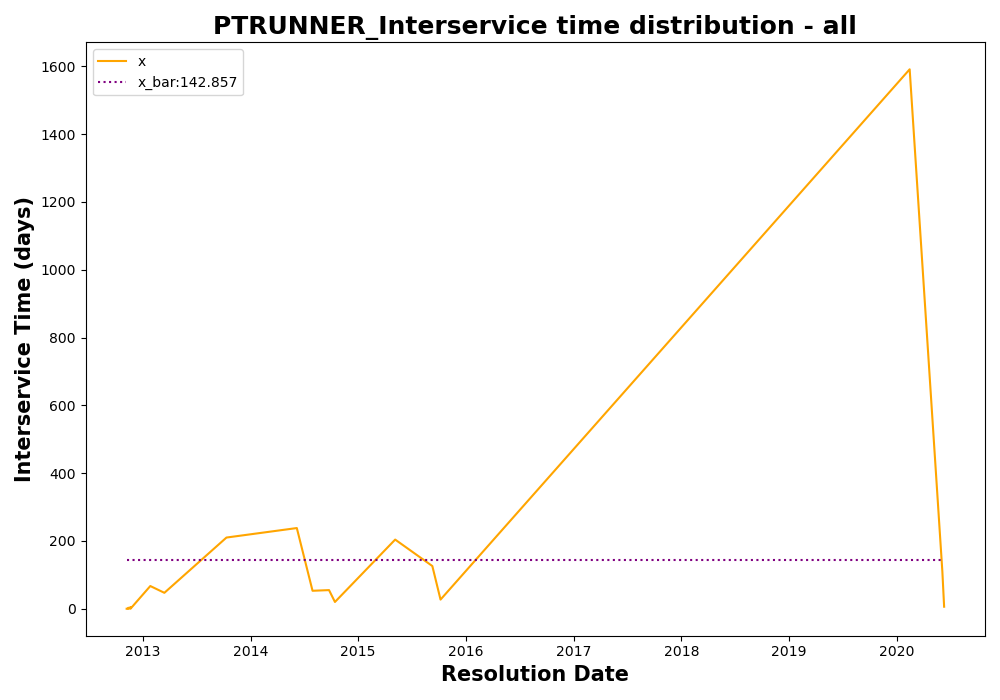 PTRUNNER_Interservice time distribution - all
x
x_bar:142.857
Interservice Time (days)
1600
1400
1200
1000
800
600
400
200
0
2013 2014 2015 2016 2017 2018 2019 2020
Resolution Date